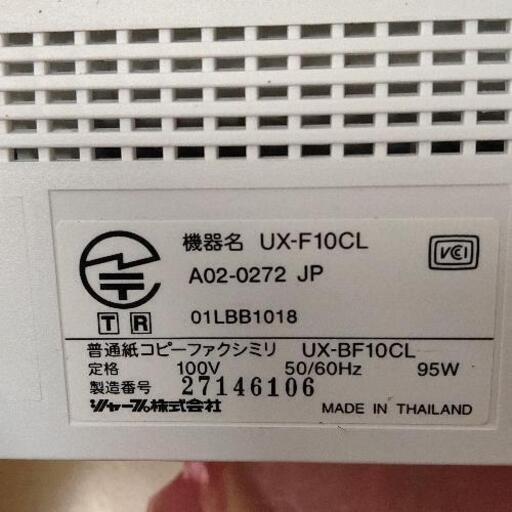 機器名 UX-F10CL
VCI
A02-0272 JP
T R
01LBB1018
普通紙コピーファクシミリ UX-BF10CL
定格 100V 50/60Hz 95W
製造番号 27146106
シャープ株式会社 MADE IN THAILAND